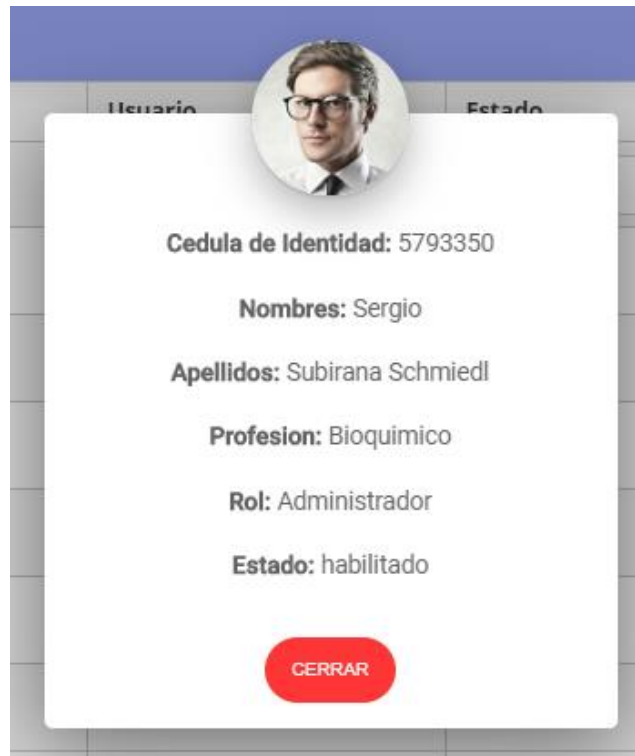 Usuario
Estado
Cedula de Identidad: 5793350
Nombres: Sergio
Apellidos: Subirana Schmiedl
Profesion: Bioquimico
Rol: Administrador
Estado: habilitado
CERRAR